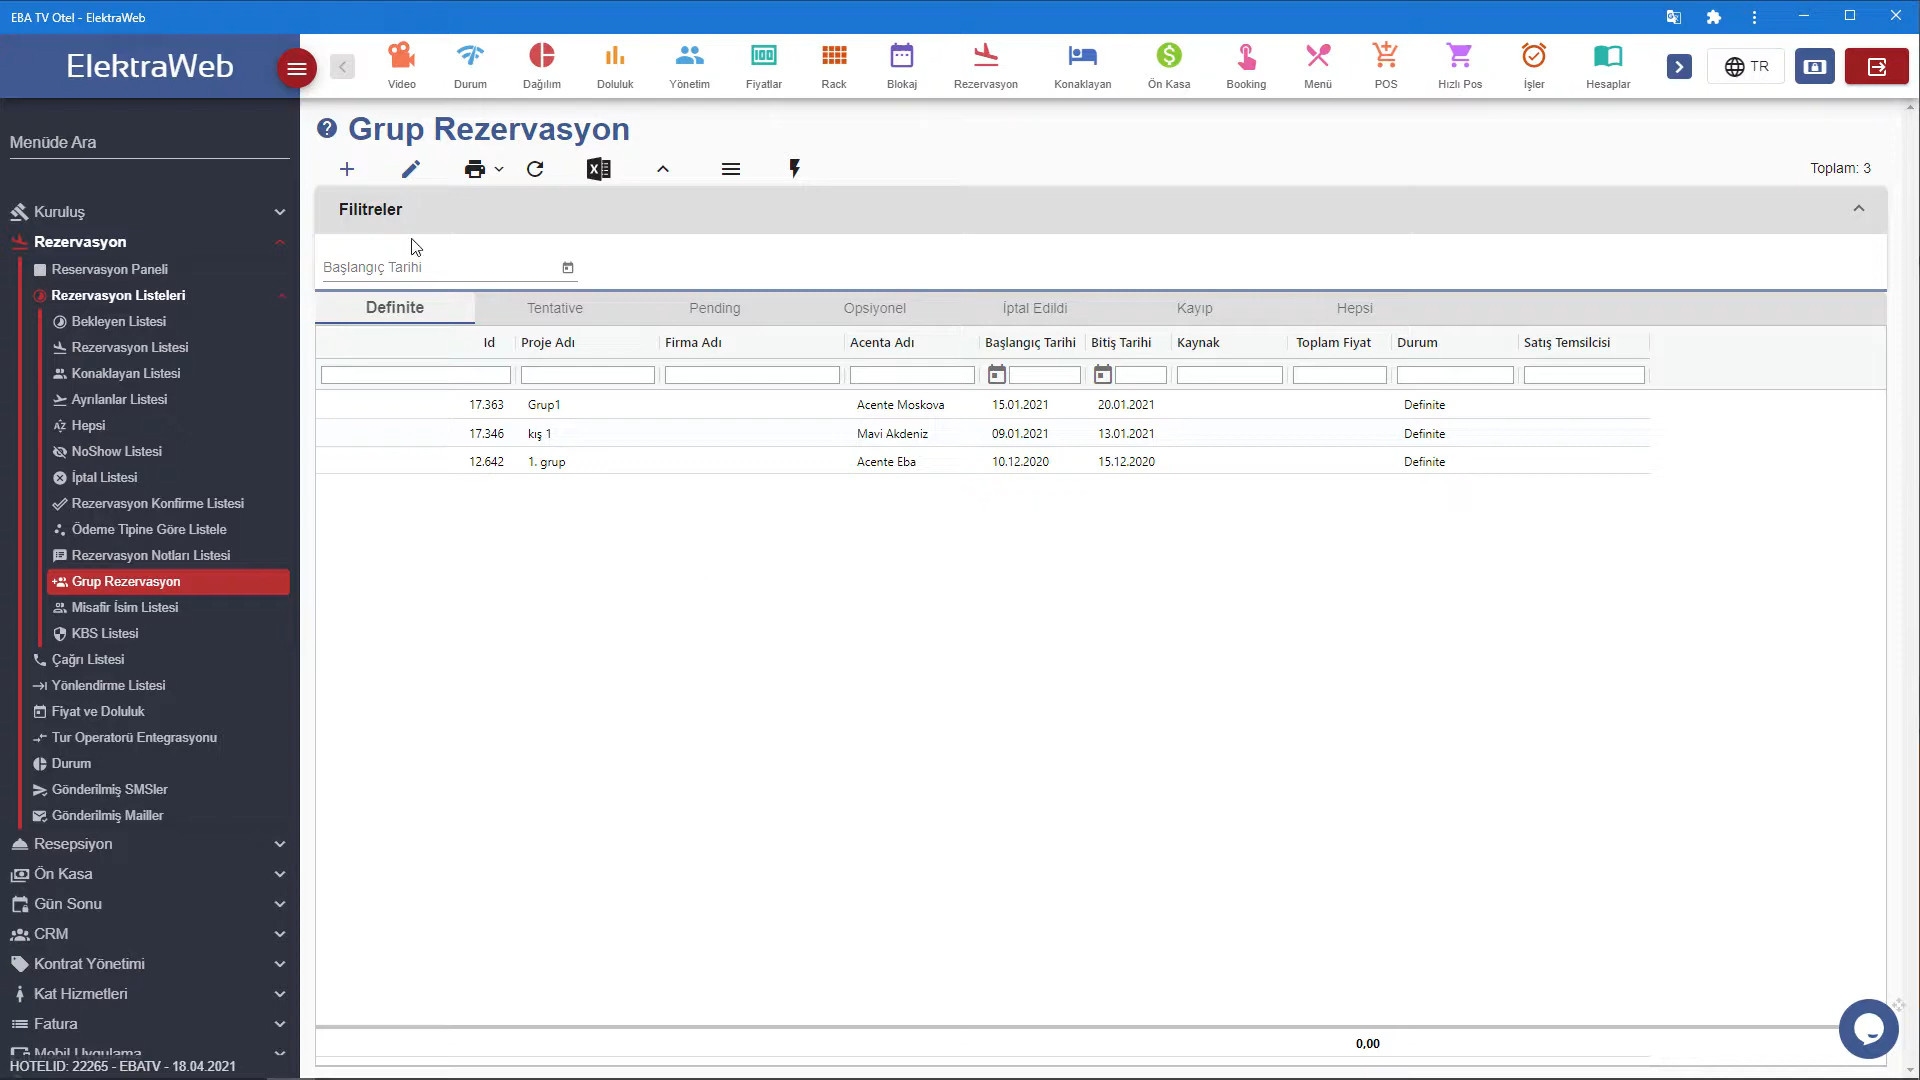 EBA TV Otel - ElektraWeb
ElektraWeb
Video
Durum
Dağılım
Doluluk
Yönetim
Fiyatlar
Rack
Blokaj
Rezervasyon
Konaklayan
Ön Kasa
Booking
Menü
POS
Hızlı Pos
İşler
Hesaplar
TR
Menüde Ara
Kuruluş
Rezervasyon
Reservasyon Paneli
Rezervasyon Listeleri
Bekleyen Listesi
Rezervasyon Listesi
Konaklayan Listesi
Ayrılanlar Listesi
Hepsi
NoShow Listesi
İptal Listesi
Rezervasyon Konfirme Listesi
Ödeme Tipine Göre Listele
Rezervasyon Notları Listesi
Grup Rezervasyon
Misafir İsim Listesi
KBS Listesi
Çağrı Listesi
Yönlendirme Listesi
Fiyat ve Doluluk
Tur Operatorü Entegrasyonu
Durum
Gönderilmiş SMSler
Gönderilmiş Mailler
Resepsiyon
Ön Kasa
Gün Sonu
CRM
Kontrat Yönetimi
Kat Hizmetleri
Fatura
Mobil Uygulama
HOTELID: 22265 - EBATV - 18.04.2021
Grup Rezervasyon
Toplam: 3
Filitreler
Başlangıç Tarihi
Definite Tentative Pending Opsiyonel İptal Edildi Kayıp Hepsi
Id Proje Adı Firma Adı Acenta Adı Başlangıç Tarihi Bitiş Tarihi Kaynak Toplam Fiyat Durum Satış Temsilcisi
17.363 Grup1 Acente Moskova 15.01.2021 20.01.2021 Definite
17.346 kış 1 Mavi Akdeniz 09.01.2021 13.01.2021 Definite
12.642 1. grup Acente Eba 10.12.2020 15.12.2020 Definite
0,00